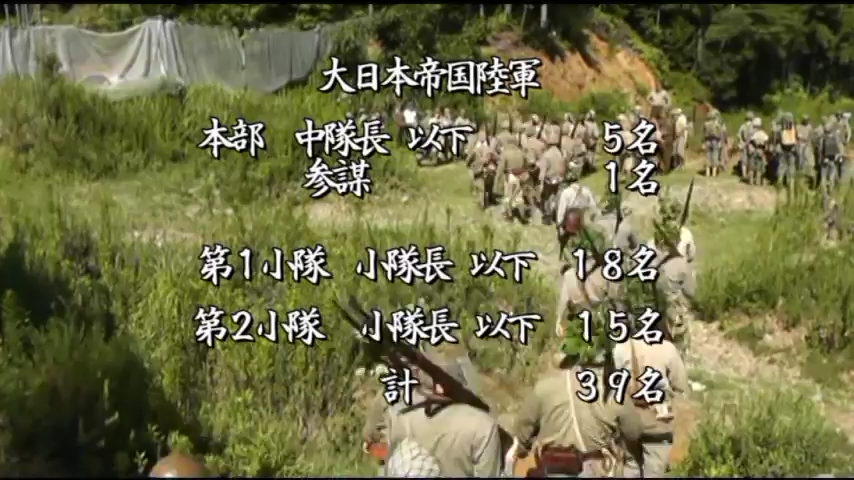 大日本帝国陸軍
本部 中隊長 以下 5名
参謀 1名
第1小隊 小隊長 以下 18名
第2小隊 小隊長 以下 15名
計 39名